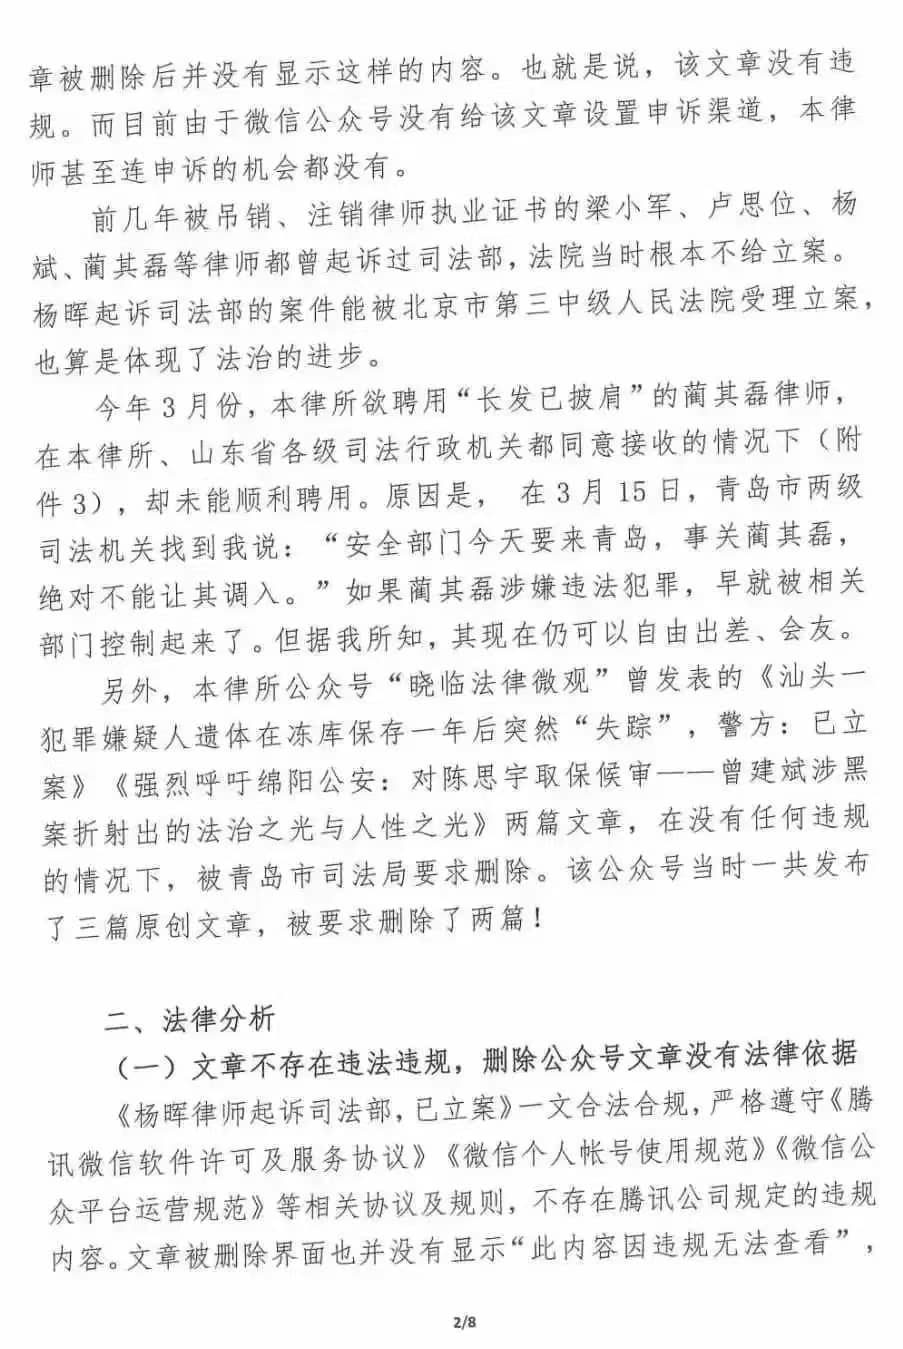 章被删除后并没有显示这样的内容。也就是说，该文章没有违
规。而目前由于微信公众号没有给该文章设置申诉渠道，本律
师甚至连申诉的机会都没有。
前几年被吊销、注销律师执业证书的梁小军、卢思位、杨
斌、蔺其磊等律师都曾起诉过司法部，法院当时根本不给立案。
杨晖起诉司法部的案件能被北京市第三中级人民法院受理立案，
也算是体现了法治的进步。
今年 3 月份，本律所欲聘用“长发已披肩”的蔺其磊律师，
在本律所、山东省各级司法行政机关都同意接收的情况下（附
件 3），却未能顺利聘用。原因是， 在 3 月 15 日，青岛市两级
司法机关找到我说：“安全部门今天要来青岛，事关蔺其磊，
绝对不能让其调入。”如果蔺其磊涉嫌违法犯罪，早就被相关
部门控制起来了。但据我所知，其现在仍可以自由出差、会友。
另外，本律所公众号“晓临法律微观”曾发表的《汕头一
犯罪嫌疑人遗体在冻库保存一年后突然“失踪”，警方：已立
案》《强烈呼吁绵阳公安：对陈思宇取保候审——曾建斌涉黑
案折射出的法治之光与人性之光》两篇文章，在没有任何违规
的情况下，被青岛市司法局要求删除。该公众号当时一共发布
了三篇原创文章，被要求删除了两篇！
二、法律分析
（一）文章不存在违法违规，删除公众号文章没有法律依据
《杨晖律师起诉司法部，已立案》一文合法合规，严格遵守《腾
讯微信软件许可及服务协议》《微信个人帐号使用规范》《微信公
众平台运营规范》等相关协议及规则，不存在腾讯公司规定的违规
内容。文章被删除界面也并没有显示“此内容因违规无法查看”，
2/8